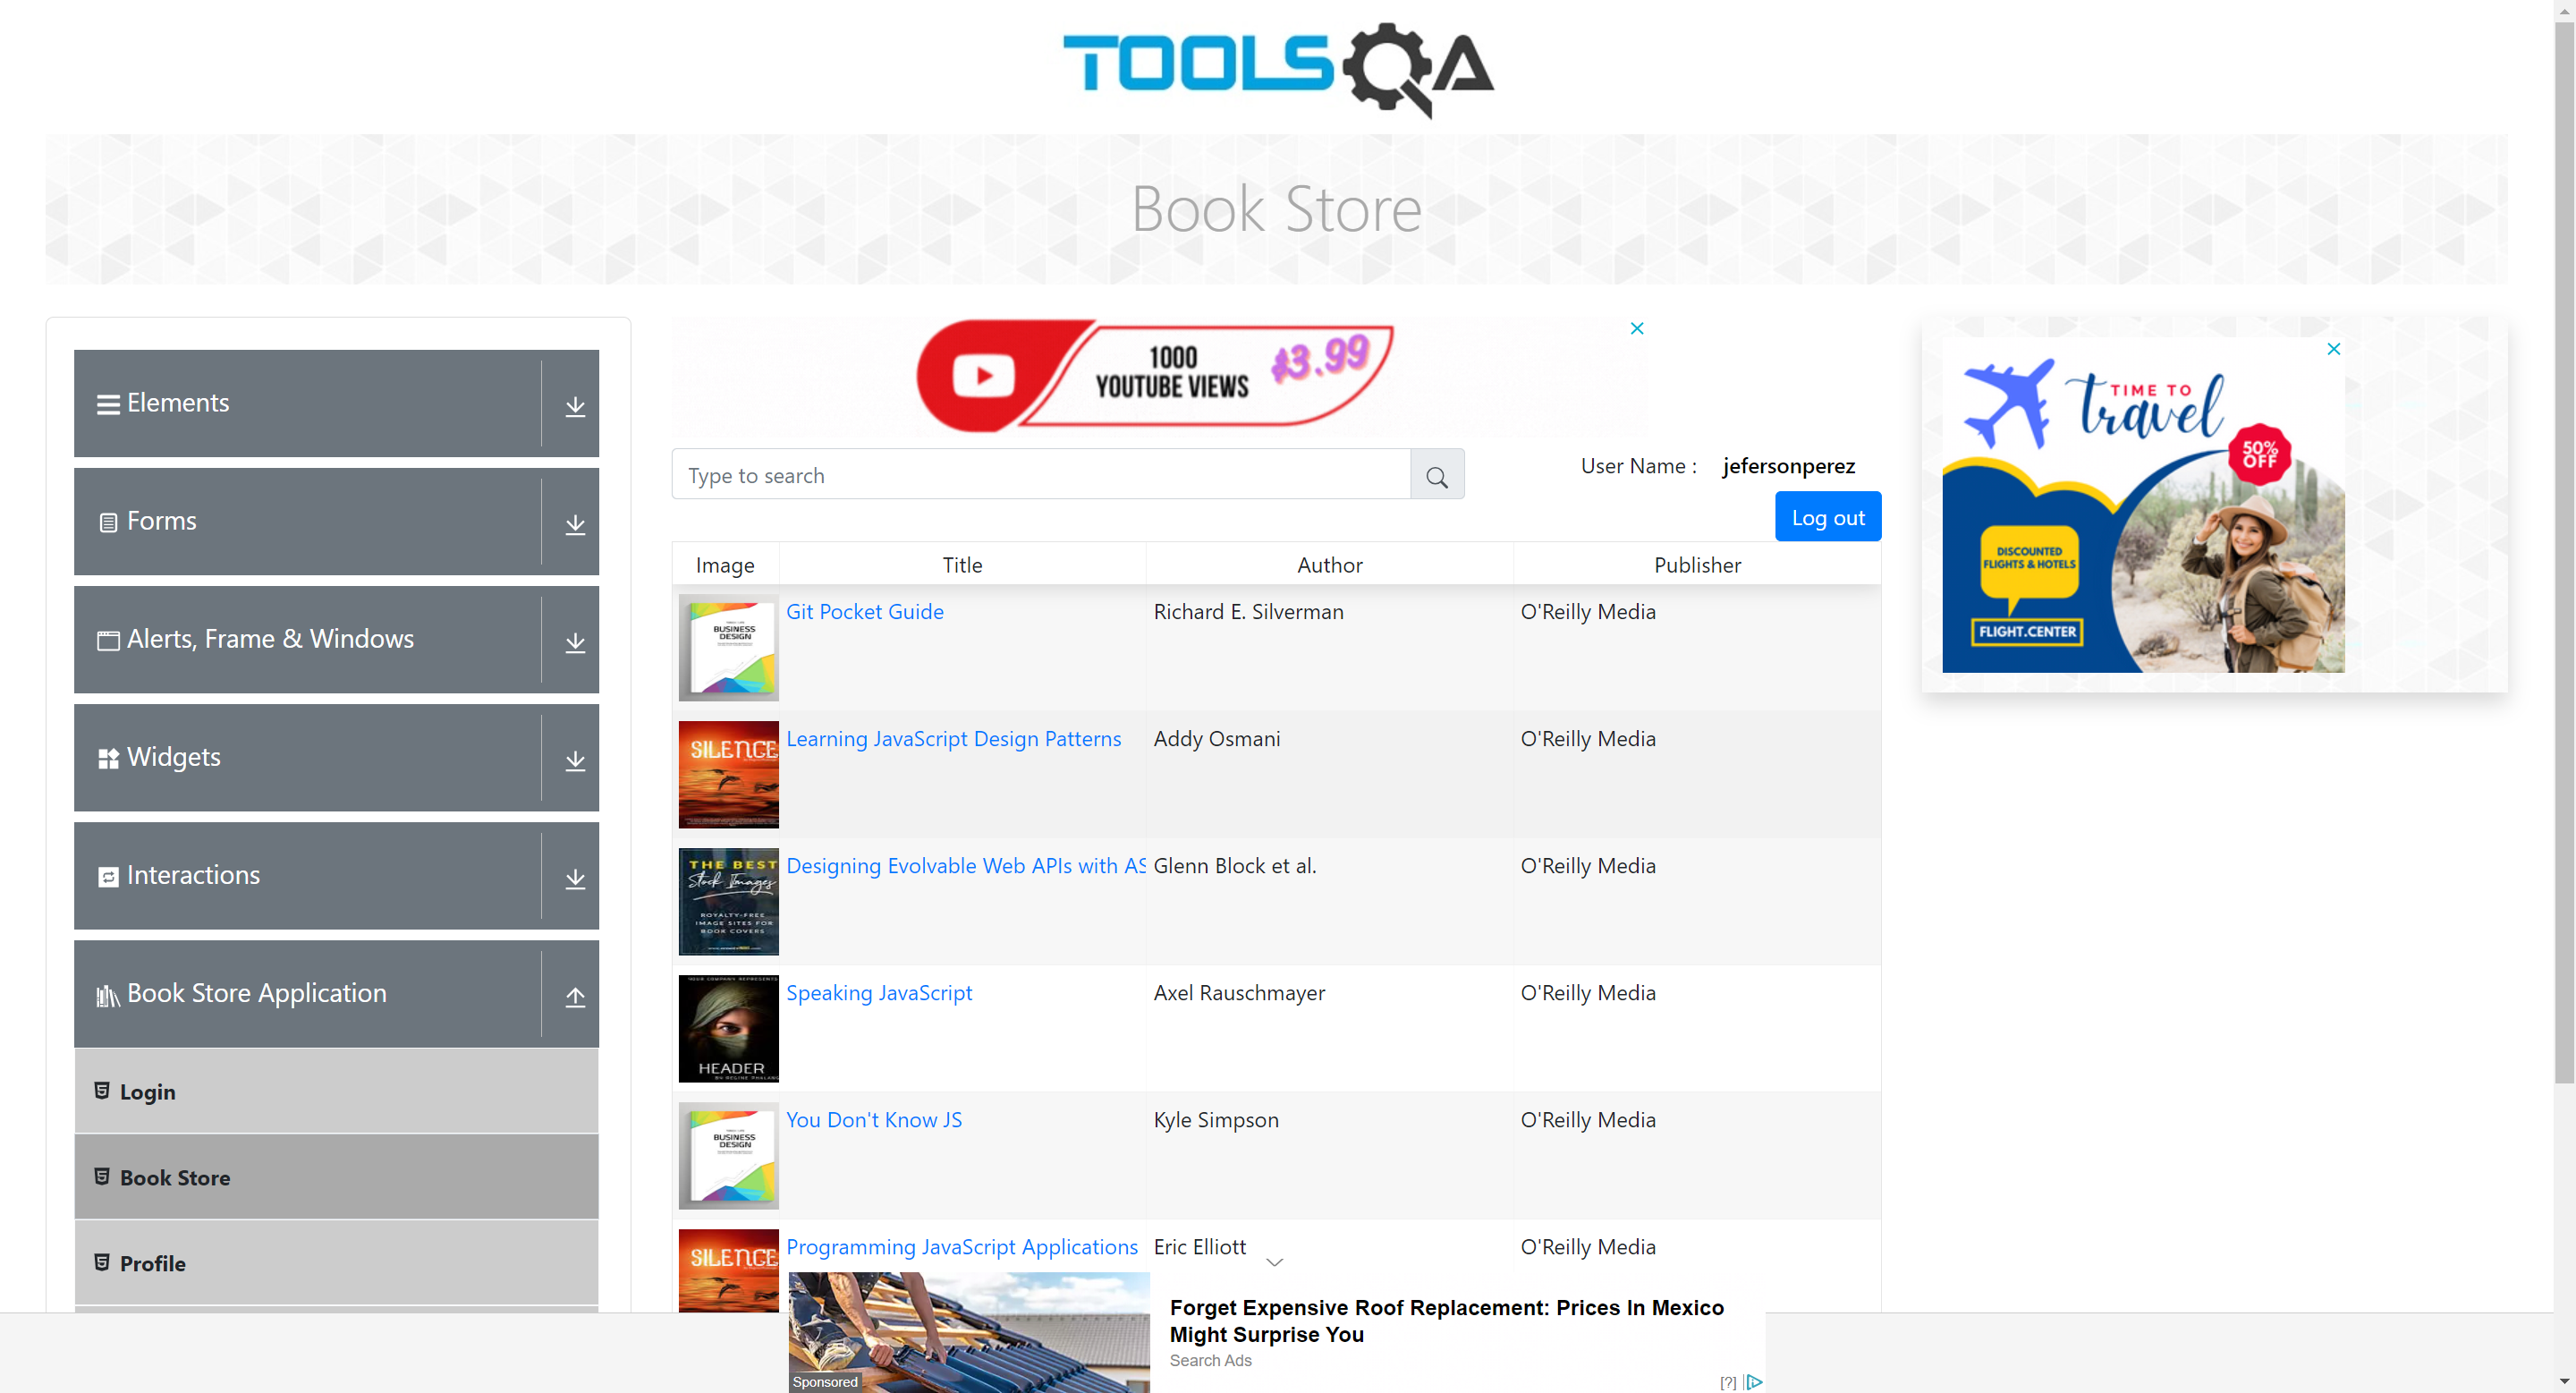 TOOLSQA
Book Store
Elements
Forms
Alerts, Frame & Windows
Widgets
Interactions
Book Store Application
Login
Book Store
Profile
1000
YOUTUBE VIEWS
$3.99
Type to search
User Name : jefersonperez
Log out
Image Title Author Publisher
BUSINESS
DESIGN
Git Pocket Guide Richard E. Silverman O'Reilly Media
SILENCE
Learning JavaScript Design Patterns Addy Osmani O'Reilly Media
THE BEST
Stock Images
ROYALTY-FREE
IMAGE SITES FOR
BOOK COVERS
Designing Evolvable Web APIs with AS Glenn Block et al. O'Reilly Media
YOUR COMPANY REPRESENTS
HEADER
Speaking JavaScript Axel Rauschmayer O'Reilly Media
BUSINESS
DESIGN
You Don't Know JS Kyle Simpson O'Reilly Media
SILENCE
Programming JavaScript Applications Eric Elliott O'Reilly Media
TIME TO
travel
50%
OFF
DISCOUNTED
FLIGHTS & HOTELS
FLIGHT.CENTER
Forget Expensive Roof Replacement: Prices In Mexico
Might Surprise You
Search Ads
Sponsored
[?]